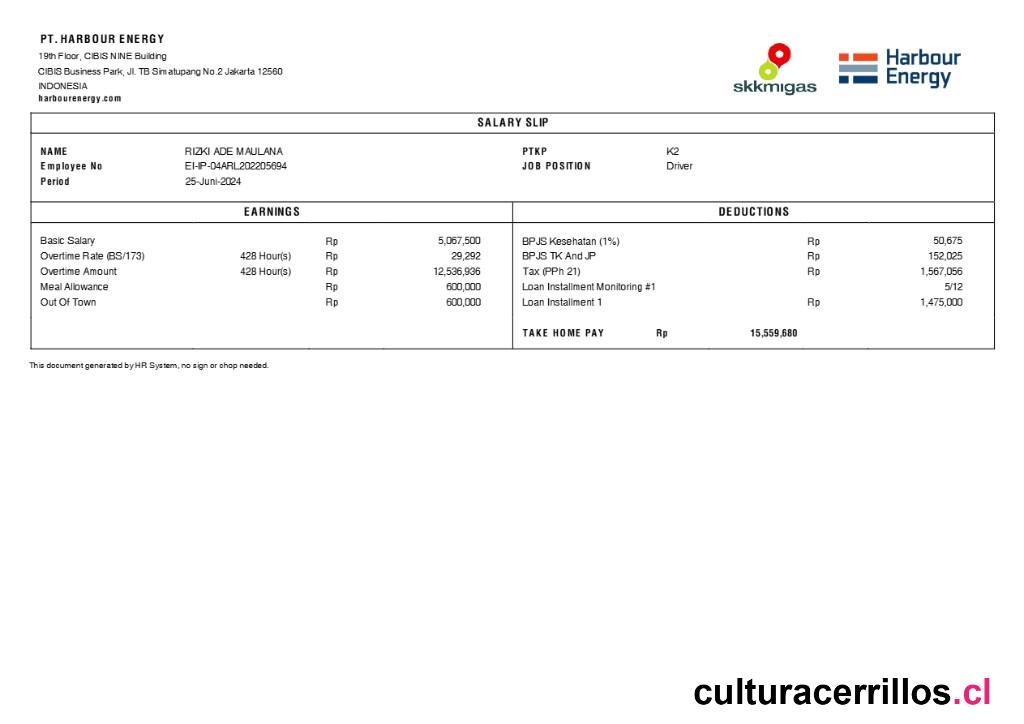 PT. HARBOUR ENERGY
19th Floor, CIBIS NINE Building
CIBIS Business Park, Jl. TB Simatupang No.2 Jakarta 12560
INDONESIA
harbourenergy.com
skkmigas
Harbour
Energy
SALARY SLIP
NAME RIZKI ADE MAULANA PTKP K2
Employee No EI-IP-04ARL202205694 JOB POSITION Driver
Period 25-Juni-2024
EARNINGS DEDUCTIONS
Basic Salary Rp 5,067,500 BPJS Kesehatan (1%) Rp 50,675
Overtime Rate (BS/173) 428 Hour(s) Rp 29,292 BPJS TK And JP Rp 152,025
Overtime Amount 428 Hour(s) Rp 12,536,936 Tax (PPh 21) Rp 1,567,056
Meal Allowance Rp 600,000 Loan Installment Monitoring #1 5/12
Out Of Town Rp 600,000 Loan Installment 1 Rp 1,475,000
TAKE HOME PAY Rp 15,559,680
This document generated by HR System, no sign or chop needed.
culturacerrillos.cl